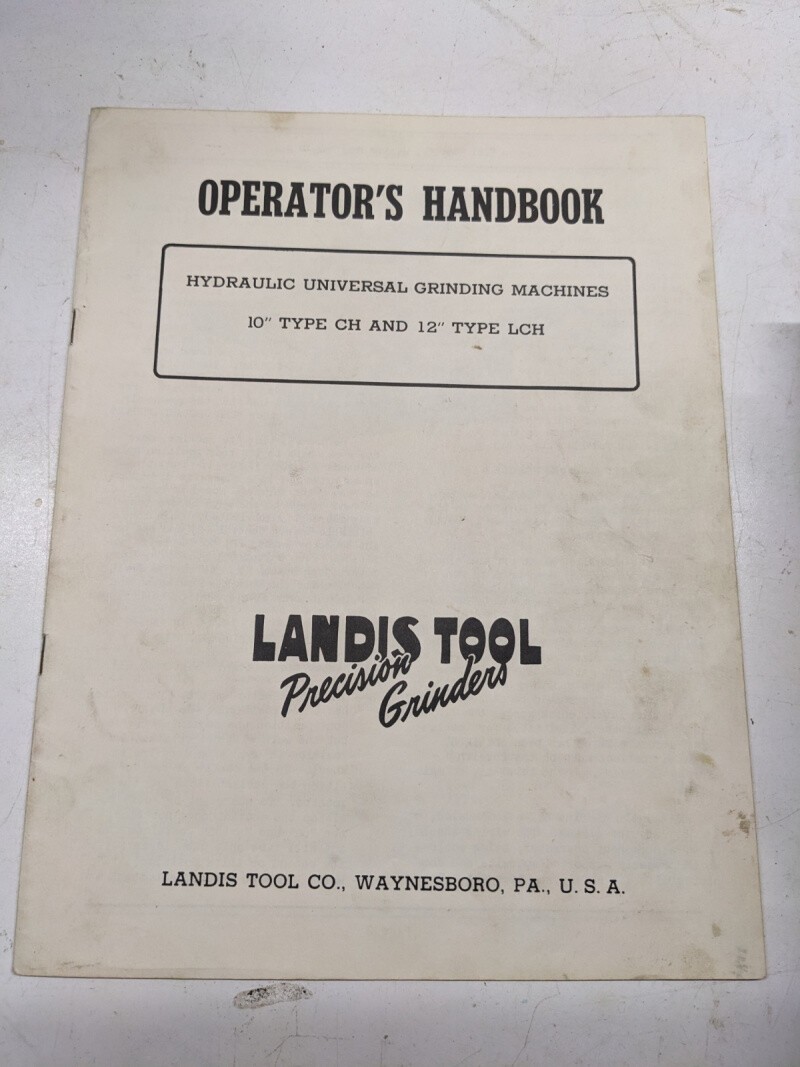 OPERATOR'S HANDBOOK
HYDRAULIC UNIVERSAL GRINDING MACHINES
10" TYPE CH AND 12" TYPE LCH
LANDIS TOOL
Precision
Grinders
LANDIS TOOL CO., WAYNESBORO, PA., U. S. A.